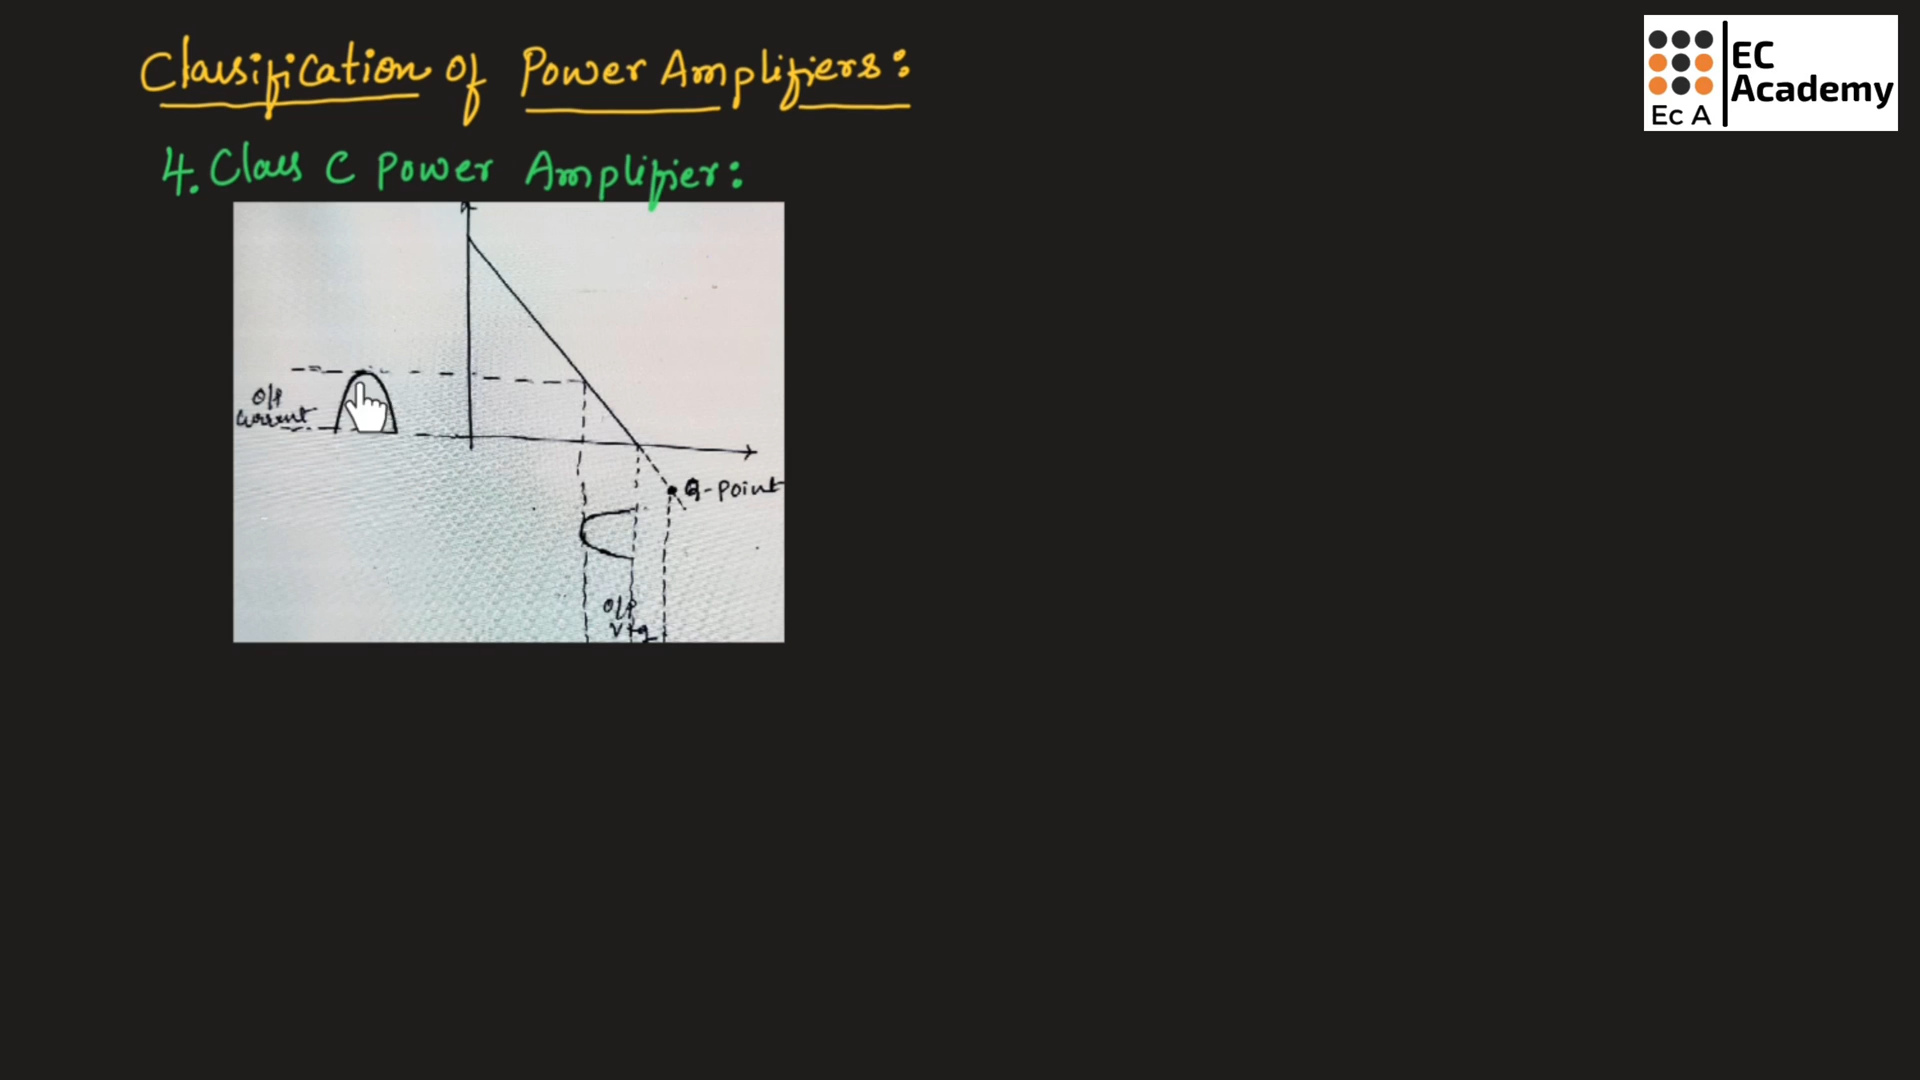 Classification of Power Amplifiers:
EC
Academy
Ec A
4. Class C Power Amplifier:
O/P
Current
Q-point
O/P
Vtg